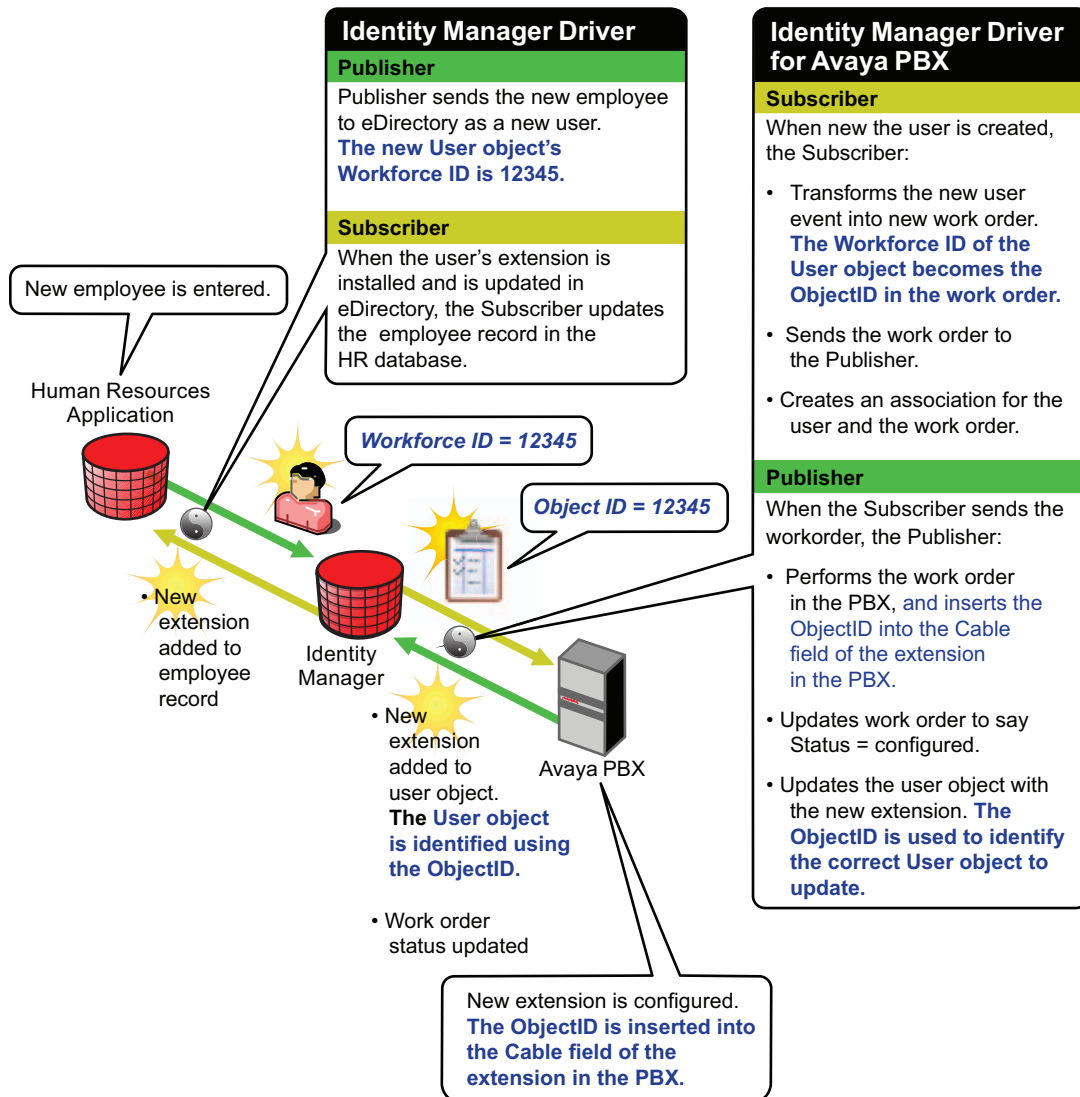 Identity Manager Driver
Publisher
Publisher sends the new employee
to eDirectory as a new user.
The new User object's
Workforce ID is 12345.
Subscriber
When the user's extension is
installed and is updated in
eDirectory, the Subscriber updates
the employee record in the
HR database.
Identity Manager Driver
for Avaya PBX
Subscriber
When new the user is created,
the Subscriber:
• Transforms the new user
event into new work order.
The Workforce ID of the
User object becomes the
ObjectID in the work order.
• Sends the work order to
the Publisher.
• Creates an association for the
user and the work order.
Publisher
When the Subscriber sends the
workorder, the Publisher:
• Performs the work order
in the PBX, and inserts the
ObjectID into the Cable
field of the extension
in the PBX.
• Updates work order to say
Status = configured.
• Updates the user object with
the new extension. The
ObjectID is used to identify
the correct User object to
update.
New employee is entered.
Human Resources
Application
Workforce ID = 12345
Object ID = 12345
• New
extension
added to
employee
record
Identity
Manager
• New
extension
added to
user object.
The User object
is identified using
the ObjectID.
• Work order
status updated
Avaya PBX
New extension is configured.
The ObjectID is inserted into
the Cable field of the
extension in the PBX.